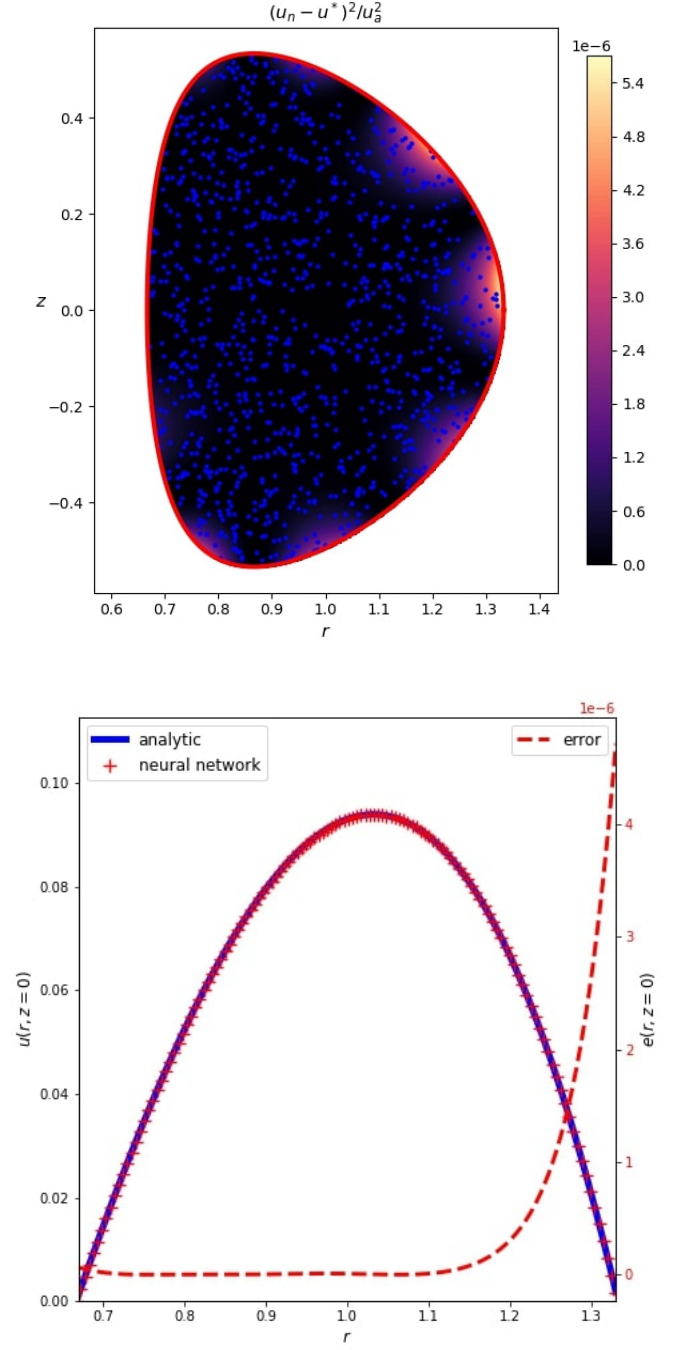 (uₙ − u*)²/uₐ²
1e−6
0.4
0.2
0.0
−0.2
−0.4
z
0.6 0.7 0.8 0.9 1.0 1.1 1.2 1.3 1.4
r
5.4
4.8
4.2
3.6
3.0
2.4
1.8
1.2
0.6
0.0
1e−6
analytic
neural network
error
0.10
0.08
0.06
0.04
0.02
0.00
u(r, z = 0)
4
3
2
1
0
e(r, z = 0)
0.7 0.8 0.9 1.0 1.1 1.2 1.3
r